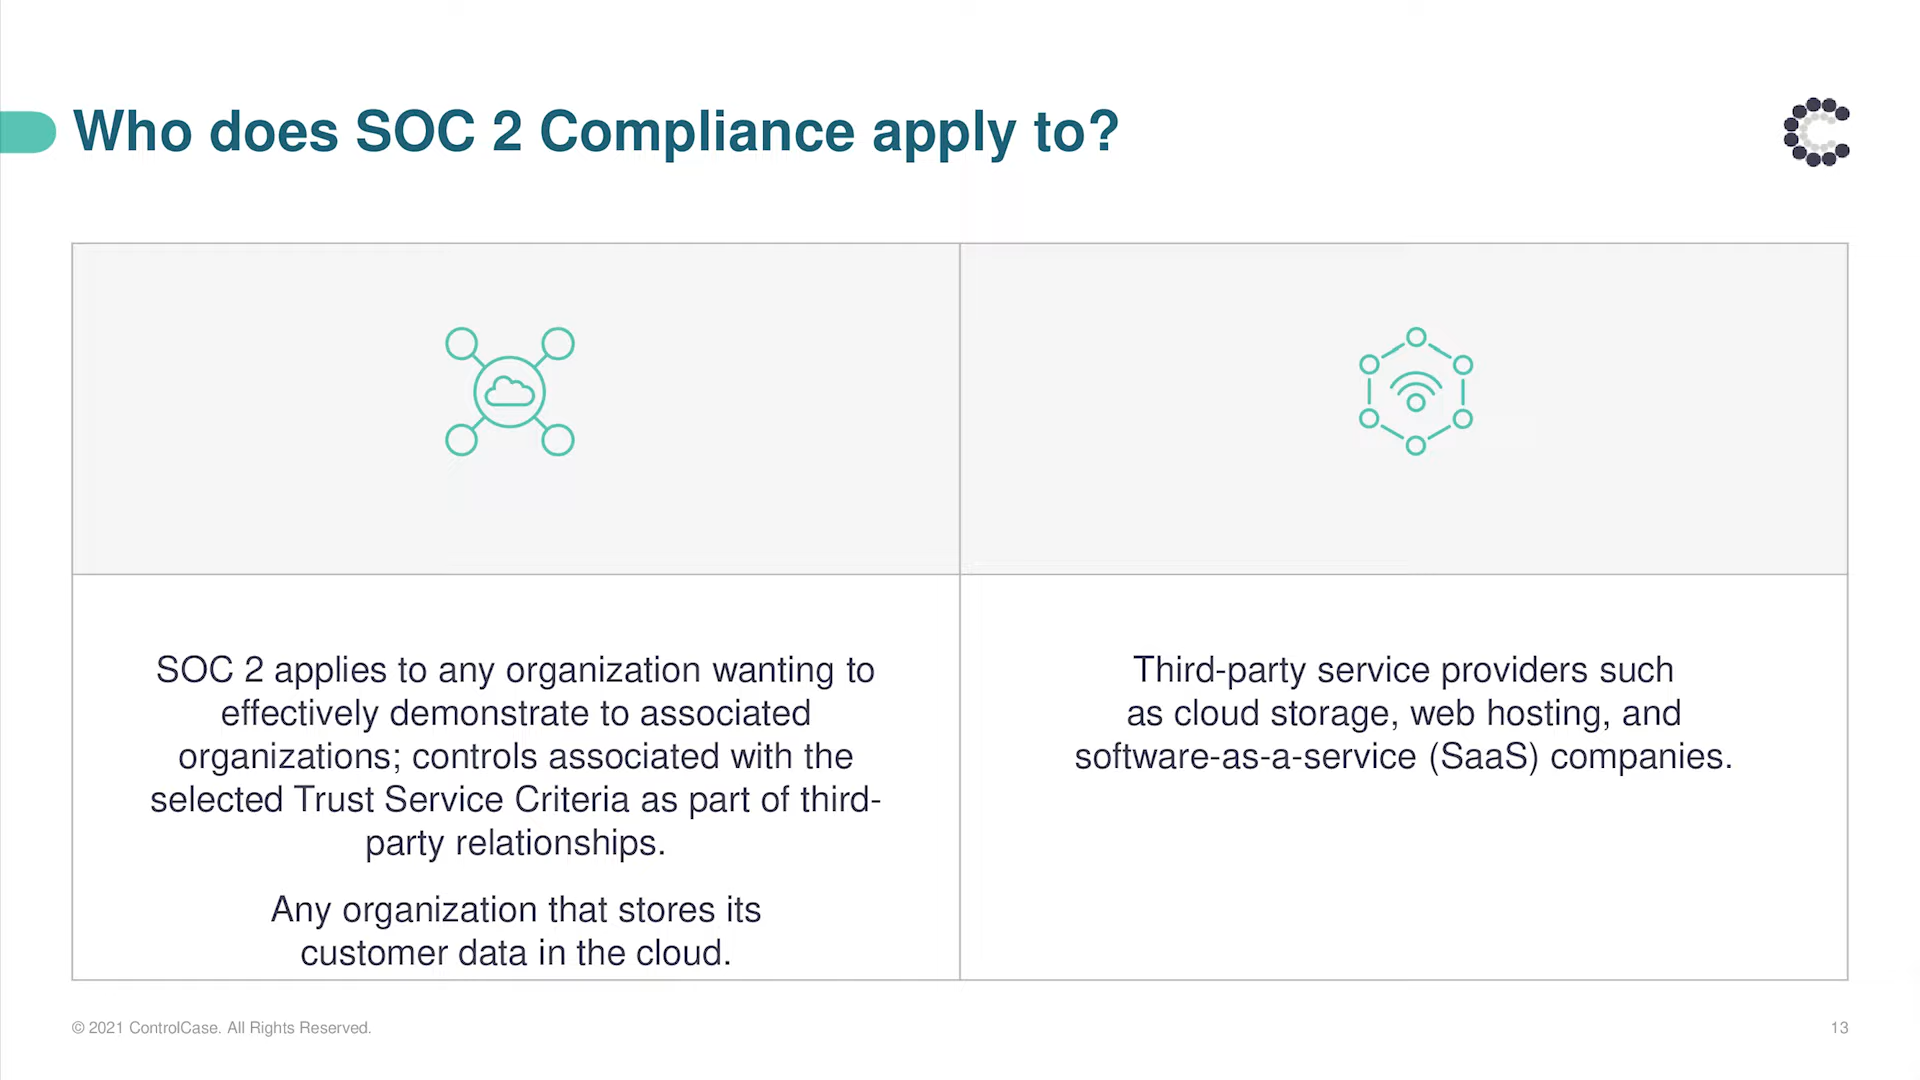 Who does SOC 2 Compliance apply to?
SOC 2 applies to any organization wanting to
effectively demonstrate to associated
organizations; controls associated with the
selected Trust Service Criteria as part of third-
party relationships.
Any organization that stores its
customer data in the cloud.
Third-party service providers such
as cloud storage, web hosting, and
software-as-a-service (SaaS) companies.
© 2021 ControlCase. All Rights Reserved.
13